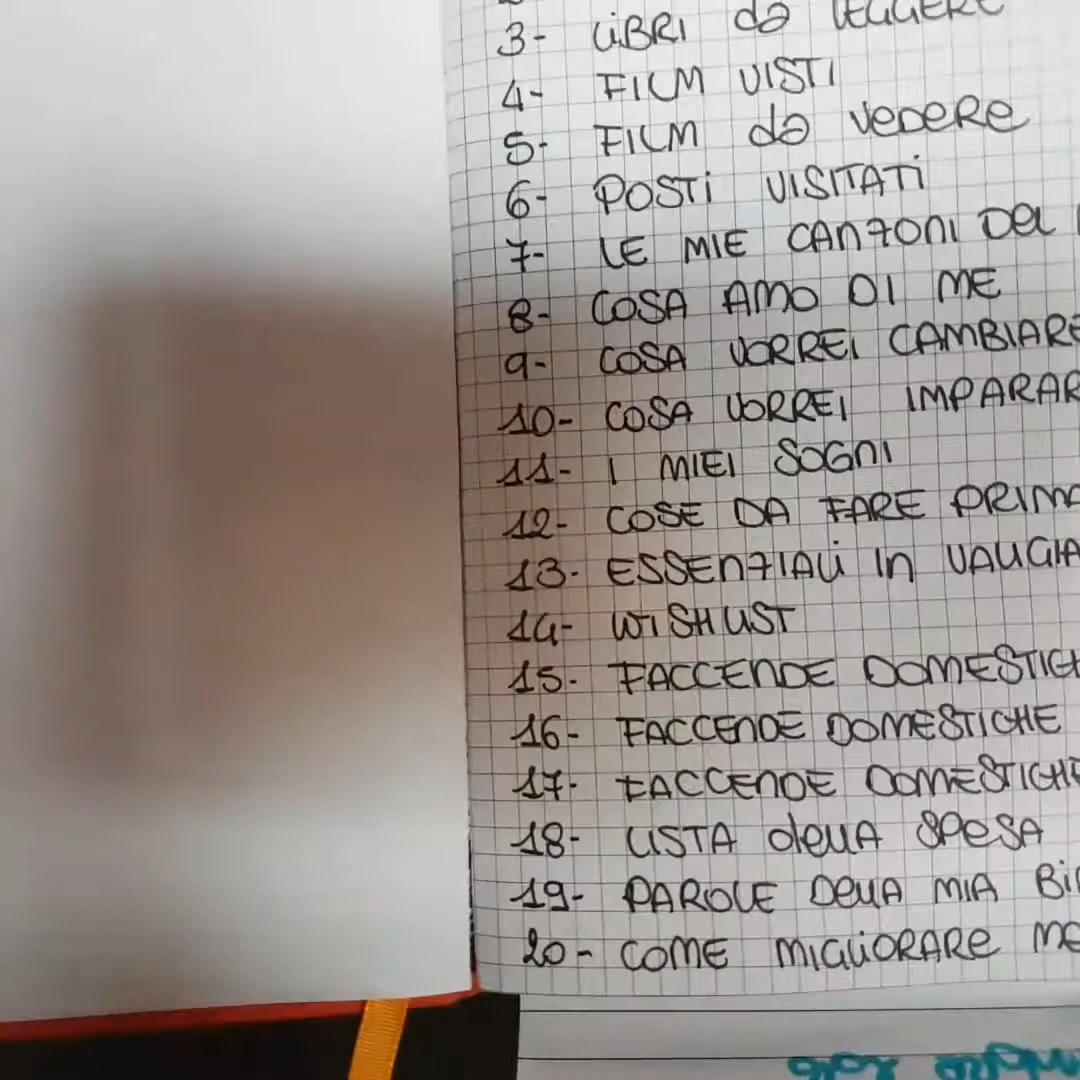 3- LIBRI da LEGGERE
4- FILM VISTI
5- FILM da VEDERE
6- POSTI VISITATI
7- LE MIE CANZONI DEL
8- COSA AMO DI ME
9- COSA VORREI CAMBIARE
10- COSA VORREI IMPARAR
11- I MIEI SOGNI
12- COSE DA FARE PRIMA
13- ESSENZIALI IN VALIGIA
14- WISHLIST
15- FACCENDE DOMESTICH
16- FACCENDE DOMESTICHE
17- FACCENDE DOMESTICHE
18- LISTA della SPESA
19- PAROLE DELLA MIA
20- COME MIGLIORARE ME